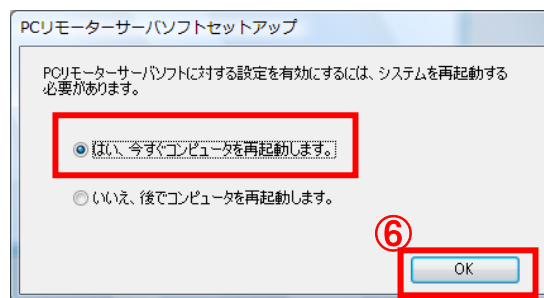 PCリモーターサーバソフトセットアップ
PCリモーターサーバソフトに対する設定を有効にするには、システムを再起動する
必要があります。
はい、今すぐコンピュータを再起動します。
いいえ、後でコンピュータを再起動します。
⑥
OK